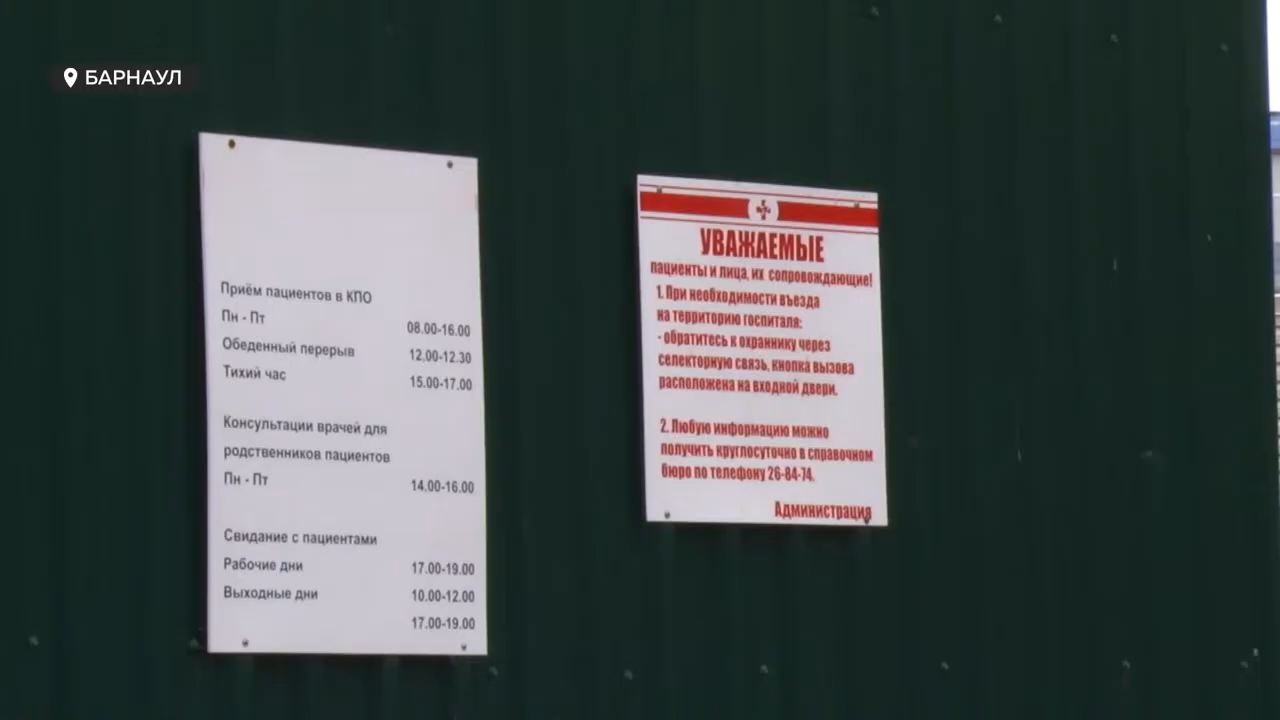 БАРНАУЛ
Приём пациентов в КПО
Пн - Пт 08.00-16.00
Обеденный перерыв 12.00-12.30
Тихий час 15.00-17.00
Консультации врачей для
родственников пациентов
Пн - Пт 14.00-16.00
Свидание с пациентами
Рабочие дни 17.00-19.00
Выходные дни 10.00-12.00
17.00-19.00
УВАЖАЕМЫЕ
пациенты и лица, их сопровождающие!
1. При необходимости въезда
на территорию госпиталя:
- обратитесь к охраннику через
селекторную связь, кнопка вызова
расположена на входной двери.
2. Любую информацию можно
получить круглосуточно в справочном
бюро по телефону 26-84-74.
Администрация